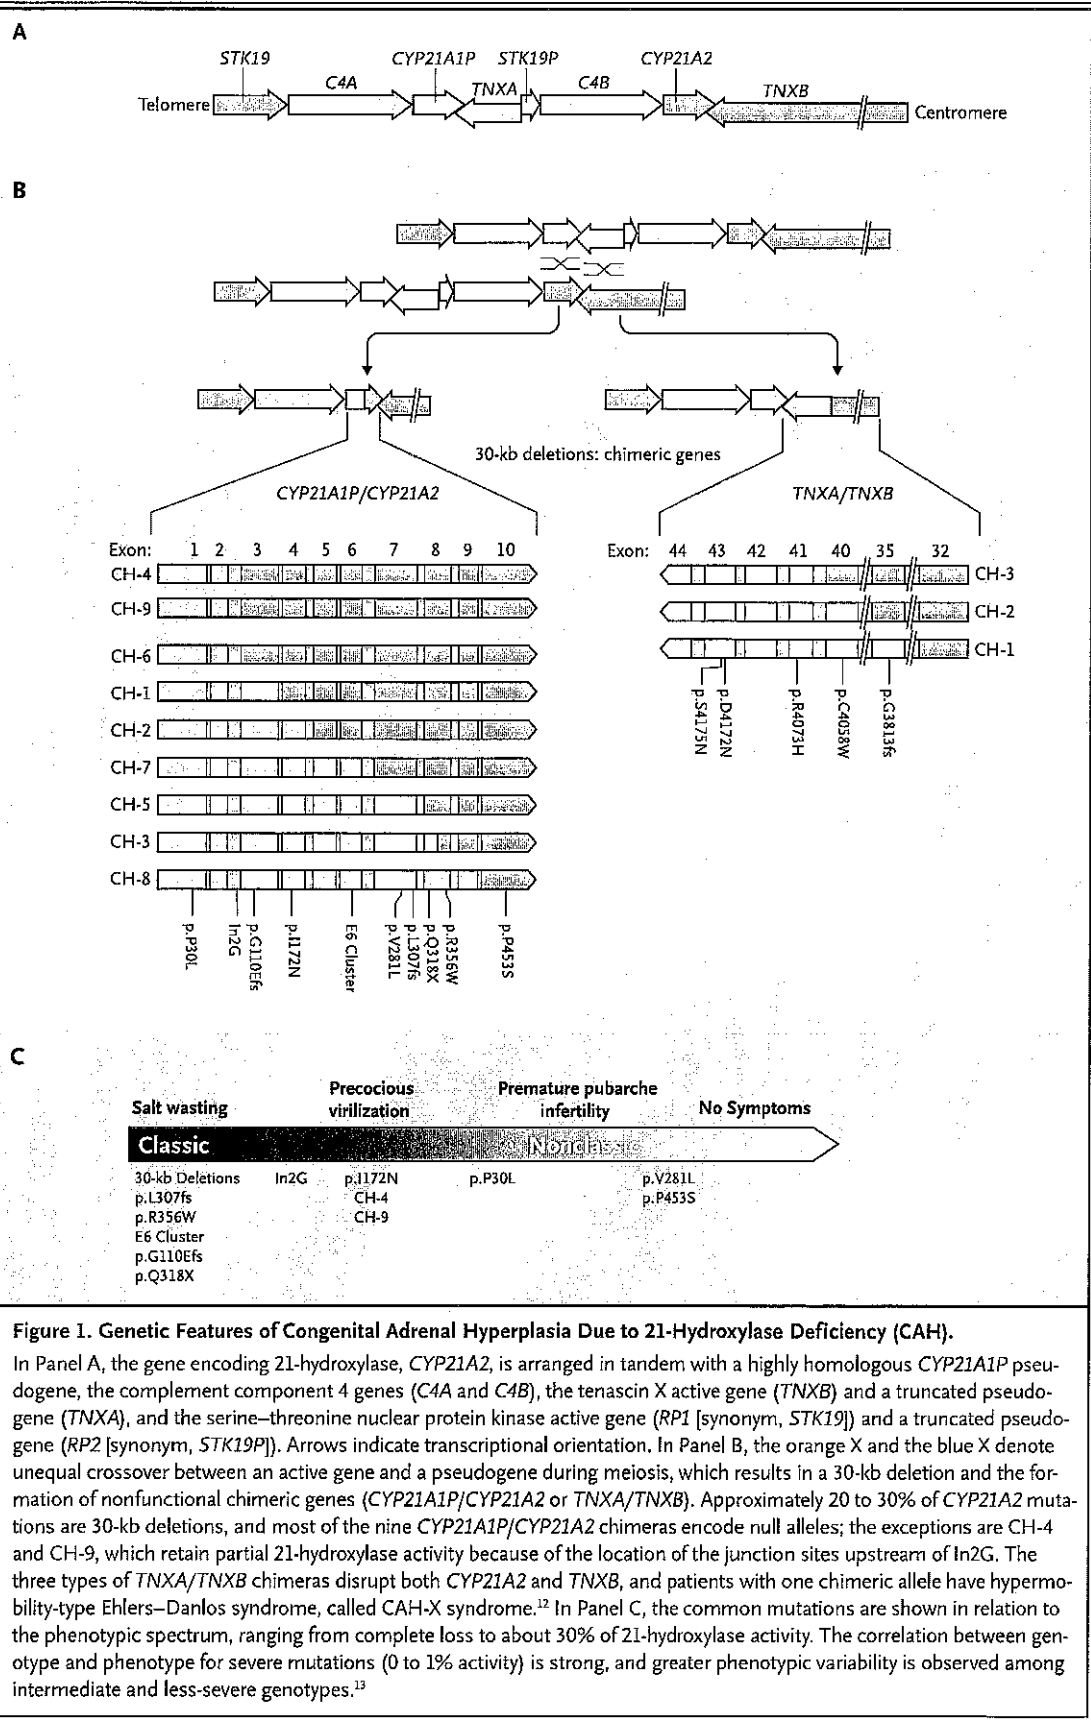 A
STK19 CYP21A1P STK19P CYP21A2
C4A TNXA C4B TNXB
Telomere Centromere
B
30-kb deletions: chimeric genes
CYP21A1P/CYP21A2 TNXA/TNXB
Exon: 1 2 3 4 5 6 7 8 9 10 Exon: 44 43 42 41 40 35 32
CH-4 CH-3
CH-9 CH-2
CH-6 CH-1
CH-1
CH-2
CH-7
CH-5
CH-3
CH-8
p.S4175N p.D4172N p.R4073H p.C4058W p.G3813fs
p.P30L In2G p.G110Efs p.I172N E6 Cluster p.V281L p.L307fs p.Q318X p.R356W p.P453S
C
Salt wasting Precocious virilization Premature pubarche infertility No Symptoms
Classic Nonclassic
30-kb Deletions In2G p.I172N p.P30L p.V281L
p.L307fs CH-4 p.P453S
p.R356W CH-9
E6 Cluster
p.G110Efs
p.Q318X
Figure 1. Genetic Features of Congenital Adrenal Hyperplasia Due to 21-Hydroxylase Deficiency (CAH).
In Panel A, the gene encoding 21-hydroxylase, CYP21A2, is arranged in tandem with a highly homologous CYP21A1P pseu-
dogene, the complement component 4 genes (C4A and C4B), the tenascin X active gene (TNXB) and a truncated pseudo-
gene (TNXA), and the serine–threonine nuclear protein kinase active gene (RP1 [synonym, STK19]) and a truncated pseudo-
gene (RP2 [synonym, STK19P]). Arrows indicate transcriptional orientation. In Panel B, the orange X and the blue X denote
unequal crossover between an active gene and a pseudogene during meiosis, which results in a 30-kb deletion and the for-
mation of nonfunctional chimeric genes (CYP21A1P/CYP21A2 or TNXA/TNXB). Approximately 20 to 30% of CYP21A2 muta-
tions are 30-kb deletions, and most of the nine CYP21A1P/CYP21A2 chimeras encode null alleles; the exceptions are CH-4
and CH-9, which retain partial 21-hydroxylase activity because of the location of the junction sites upstream of In2G. The
three types of TNXA/TNXB chimeras disrupt both CYP21A2 and TNXB, and patients with one chimeric allele have hypermo-
bility-type Ehlers–Danlos syndrome, called CAH-X syndrome.12 In Panel C, the common mutations are shown in relation to
the phenotypic spectrum, ranging from complete loss to about 30% of 21-hydroxylase activity. The correlation between gen-
otype and phenotype for severe mutations (0 to 1% activity) is strong, and greater phenotypic variability is observed among
intermediate and less-severe genotypes.13